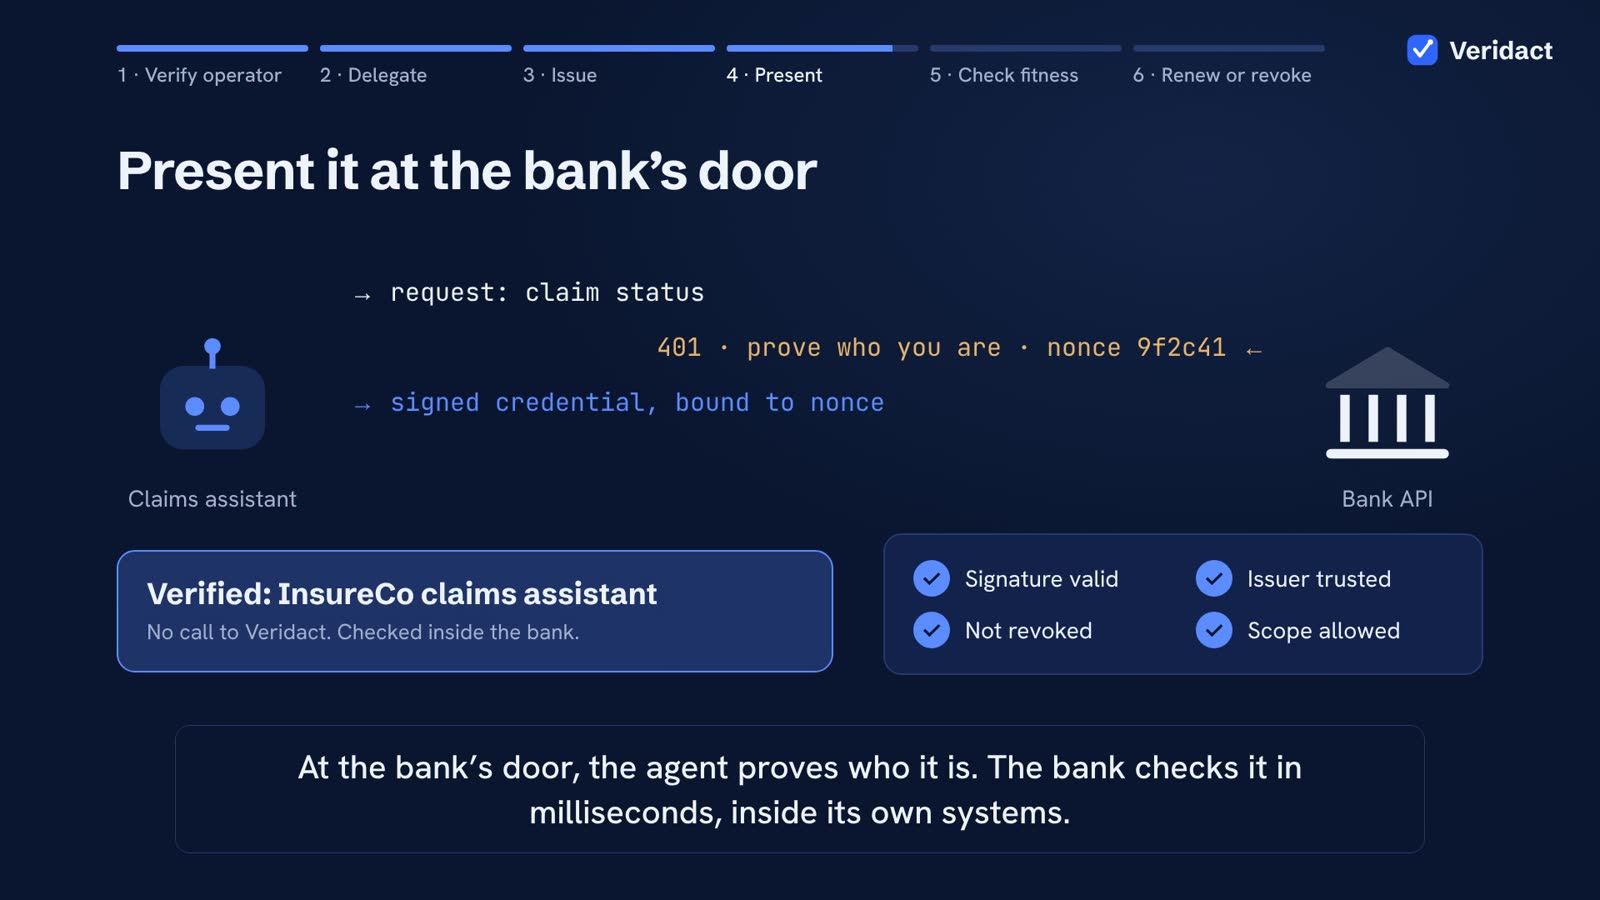 1 · Verify operator
2 · Delegate
3 · Issue
4 · Present
5 · Check fitness
6 · Renew or revoke
Veridact
Present it at the bank’s door
→ request: claim status
401 · prove who you are · nonce 9f2c41 ←
→ signed credential, bound to nonce
Claims assistant
Bank API
Verified: InsureCo claims assistant
No call to Veridact. Checked inside the bank.
Signature valid
Issuer trusted
Not revoked
Scope allowed
At the bank’s door, the agent proves who it is. The bank checks it in
milliseconds, inside its own systems.